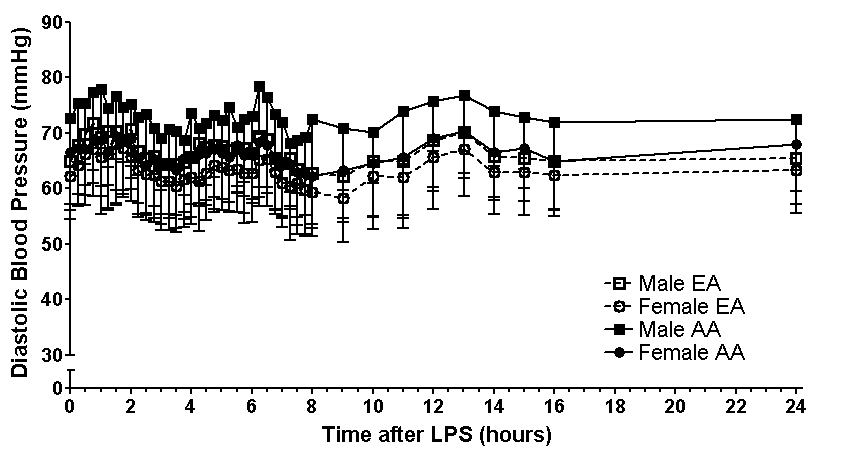 Diastolic Blood Pressure (mmHg)
90
80
70
60
50
40
30
0
Male EA
Female EA
Male AA
Female AA
0 2 4 6 8 10 12 14 16 18 20 22 24
Time after LPS (hours)